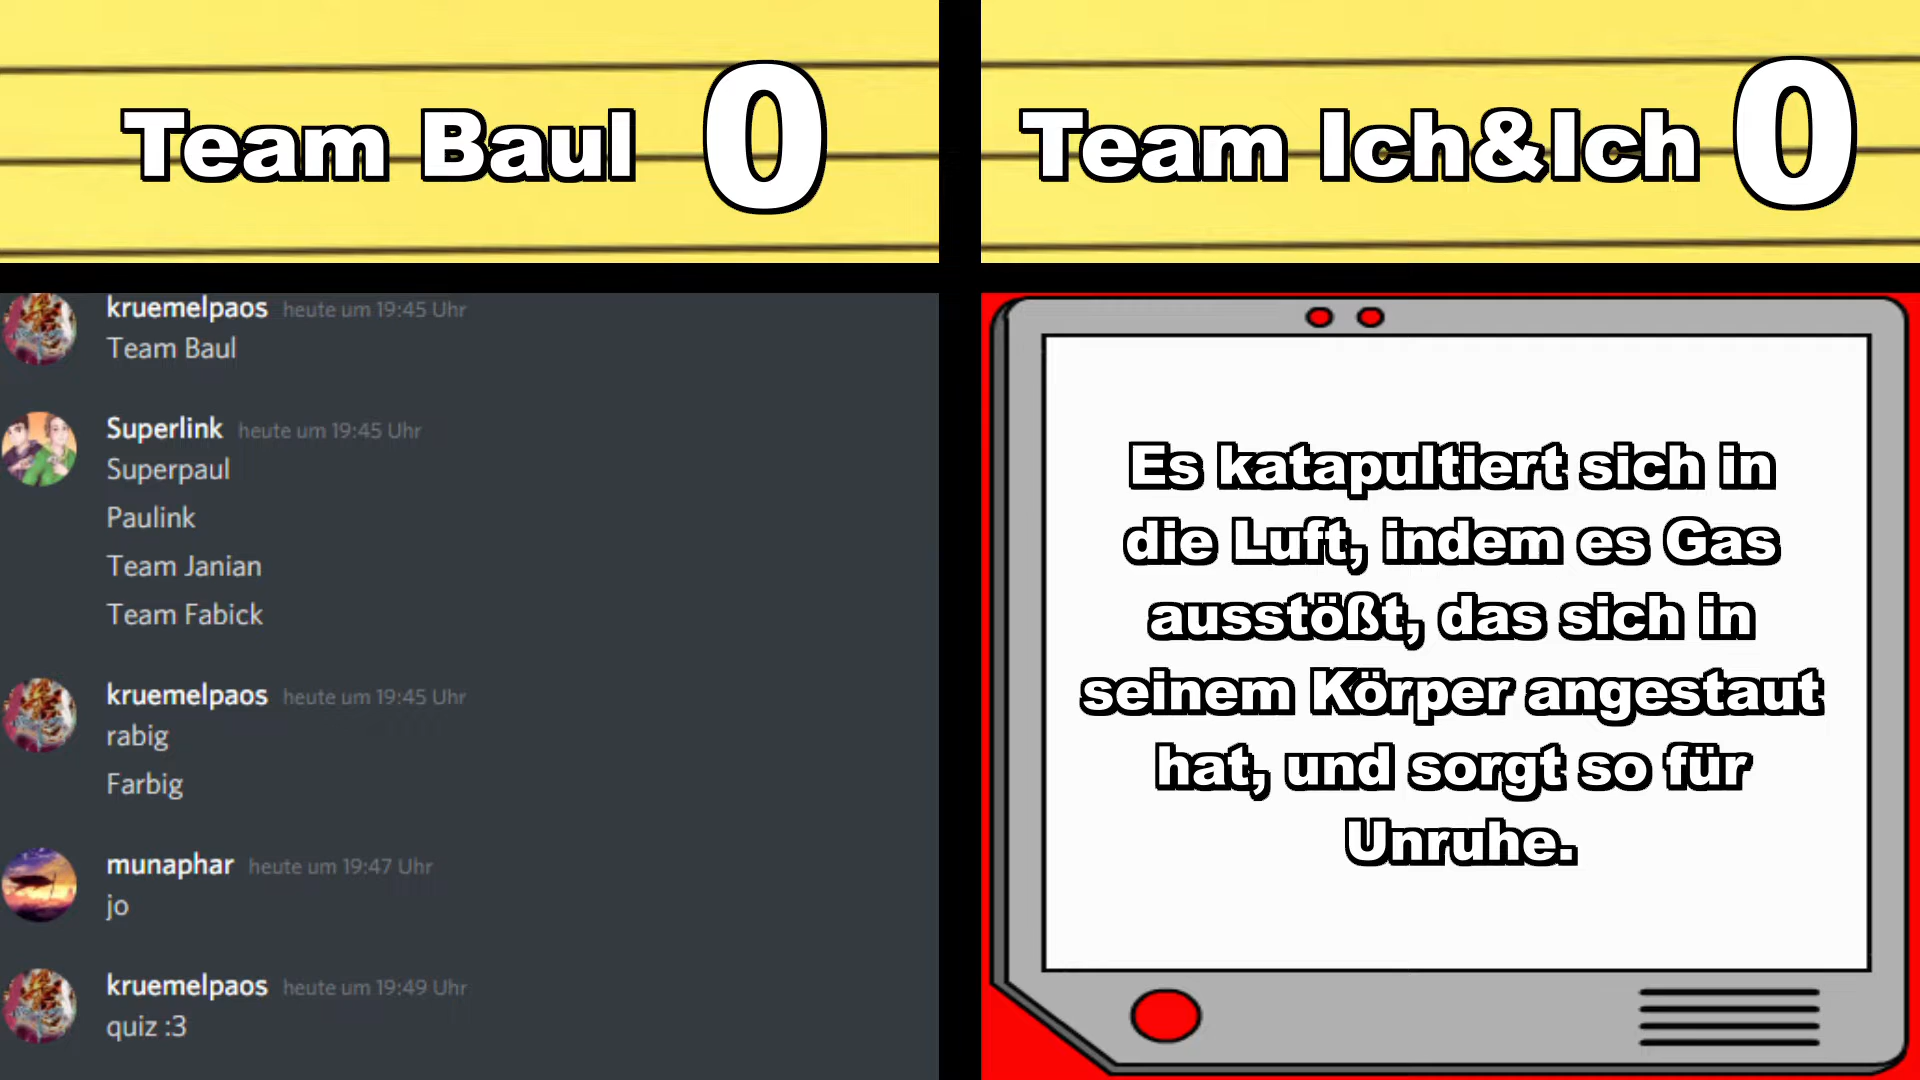 Team Baul 0
Team Ich&Ich 0
kruemelpaos heute um 19:45 Uhr
Team Baul
Superlink heute um 19:45 Uhr
Superpaul
Paulink
Team Janian
Team Fabick
kruemelpaos heute um 19:45 Uhr
rabig
Farbig
munaphar heute um 19:47 Uhr
jo
kruemelpaos heute um 19:49 Uhr
quiz :3
Es katapultiert sich in
die Luft, indem es Gas
ausstößt, das sich in
seinem Körper angestaut
hat, und sorgt so für
Unruhe.